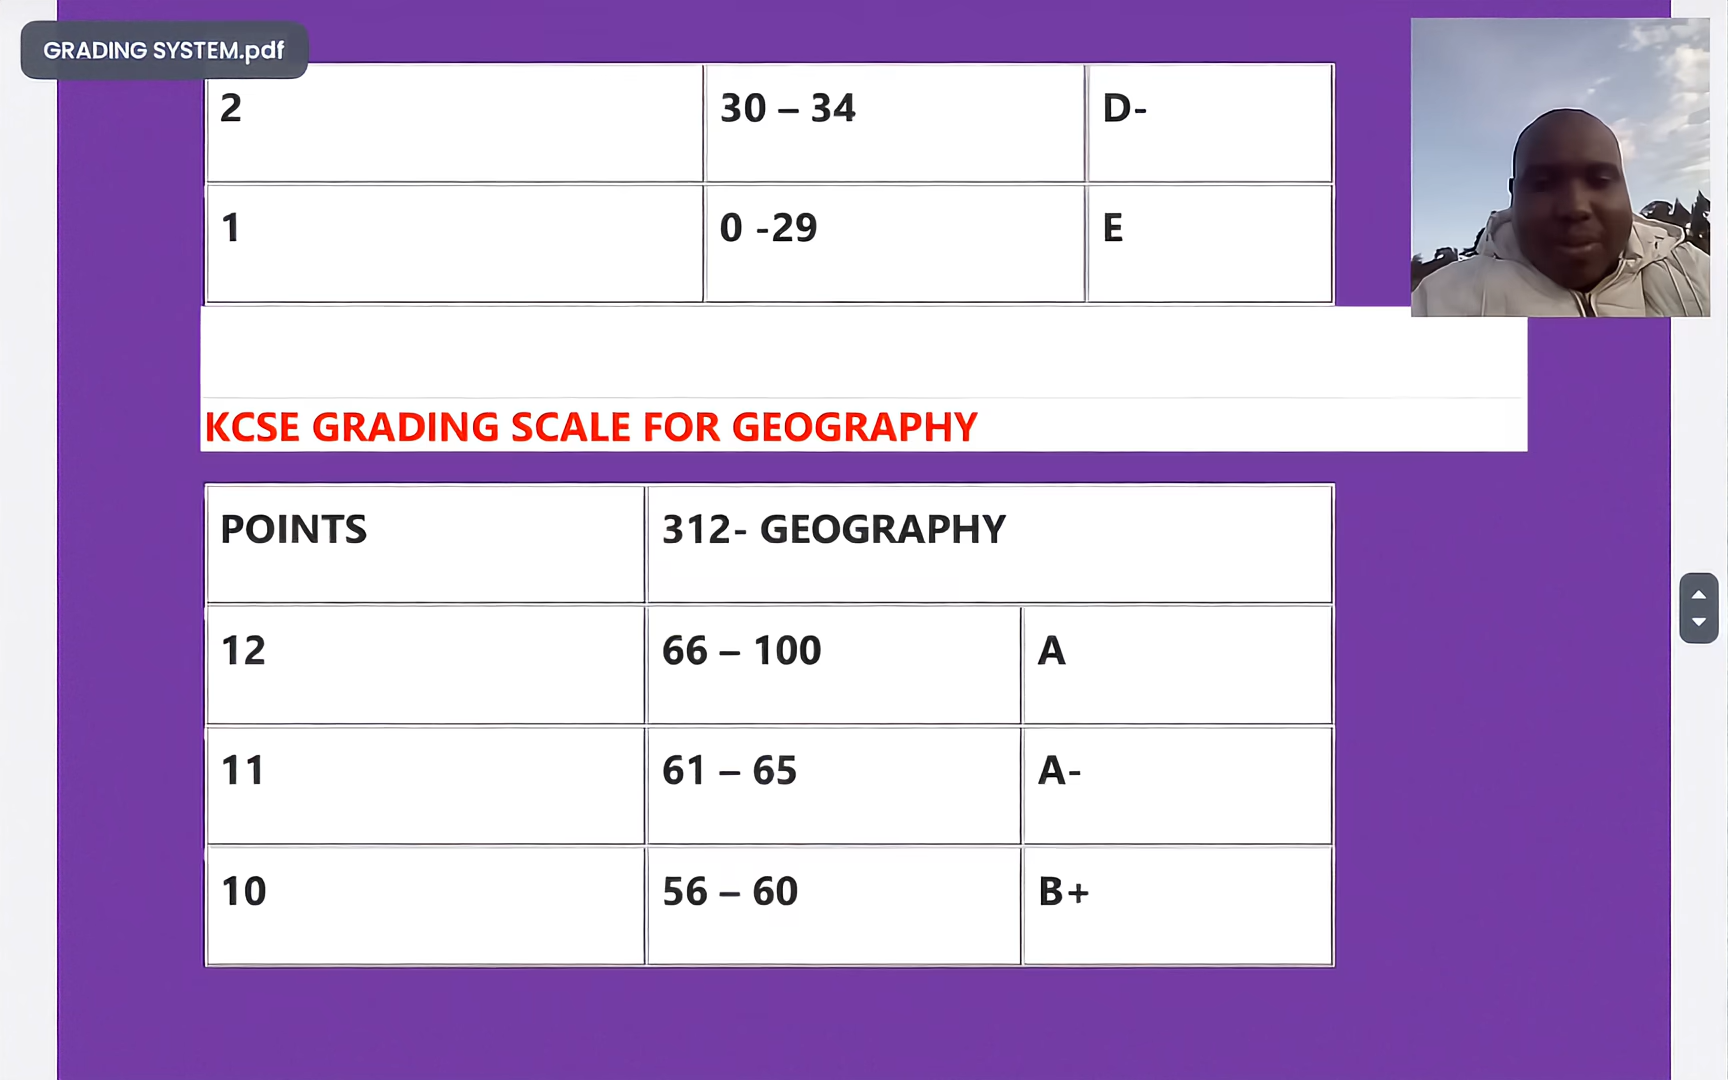 GRADING SYSTEM.pdf
2 30 – 34 D-
1 0 -29 E
KCSE GRADING SCALE FOR GEOGRAPHY
POINTS 312- GEOGRAPHY
12 66 – 100 A
11 61 – 65 A-
10 56 – 60 B+